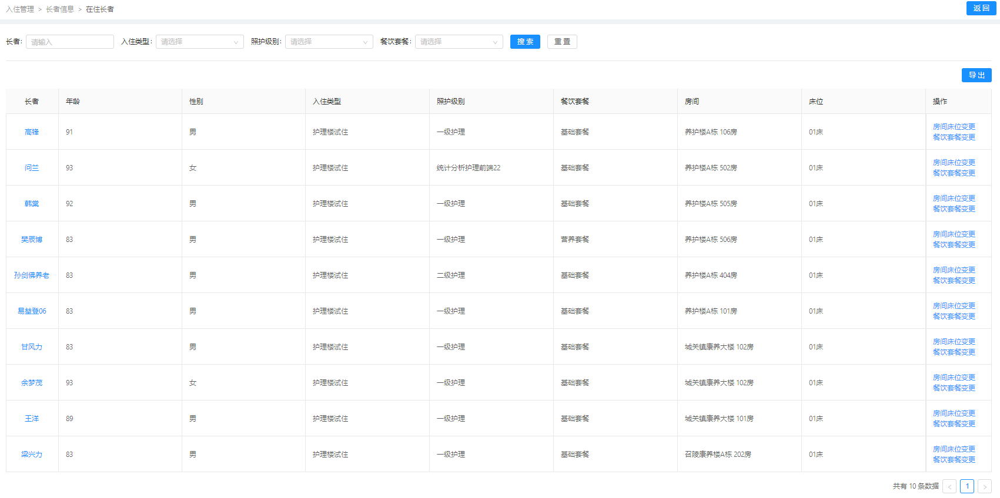 入住管理 > 长者信息 > 在住长者
返回
长者: 请输入 入住类型: 请选择 照护级别: 请选择 餐饮套餐: 请选择 搜索 重置
导出
长者 年龄 性别 入住类型 照护级别 餐饮套餐 房间 床位 操作
高锋 91 男 护理楼试住 一级护理 基础套餐 养护楼A栋 106房 01床 房间床位变更
餐饮套餐变更
问兰 93 女 护理楼试住 统计分析护理前端22 基础套餐 养护楼A栋 502房 01床 房间床位变更
餐饮套餐变更
韩棠 92 男 护理楼试住 一级护理 基础套餐 养护楼A栋 505房 01床 房间床位变更
餐饮套餐变更
樊辰博 83 男 护理楼试住 一级护理 营养套餐 养护楼A栋 506房 01床 房间床位变更
餐饮套餐变更
孙剑佛养老 83 男 护理楼试住 二级护理 基础套餐 养护楼A栋 404房 01床 房间床位变更
餐饮套餐变更
易堃登06 83 男 护理楼试住 一级护理 基础套餐 养护楼A栋 101房 01床 房间床位变更
餐饮套餐变更
甘风力 83 男 护理楼试住 一级护理 基础套餐 城关镇康养大楼 102房 01床 房间床位变更
餐饮套餐变更
余梦茂 93 女 护理楼试住 一级护理 基础套餐 城关镇康养大楼 102房 01床 房间床位变更
餐饮套餐变更
王洋 89 男 护理楼试住 一级护理 基础套餐 城关镇康养大楼 101房 01床 房间床位变更
餐饮套餐变更
梁兴力 83 男 护理楼试住 一级护理 基础套餐 召陵康养楼A栋 202房 01床 房间床位变更
餐饮套餐变更
共有 10 条数据 < 1 >